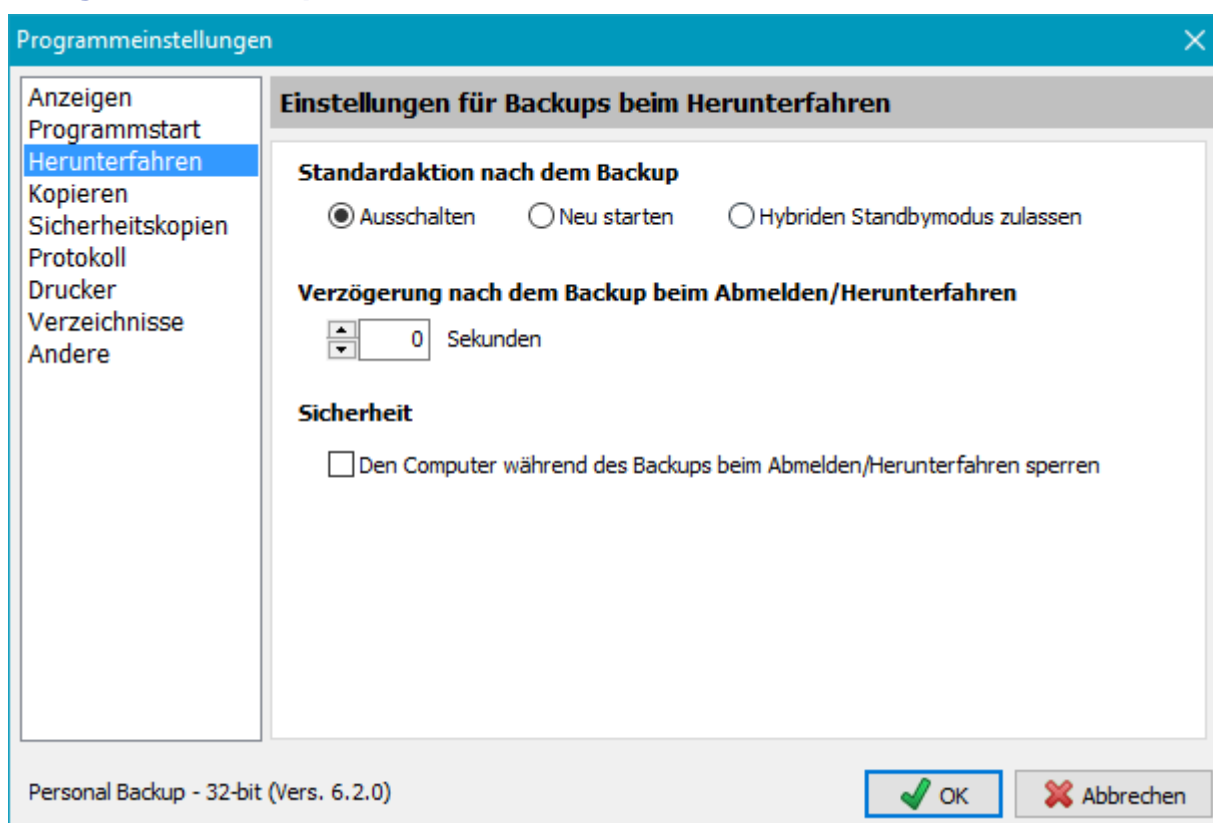 Programmeinstellungen
Anzeigen
Programmstart
Herunterfahren
Kopieren
Sicherheitskopien
Protokoll
Drucker
Verzeichnisse
Andere
Einstellungen für Backups beim Herunterfahren
Standardaktion nach dem Backup
Ausschalten Neu starten Hybriden Standbymodus zulassen
Verzögerung nach dem Backup beim Abmelden/Herunterfahren
0 Sekunden
Sicherheit
Den Computer während des Backups beim Abmelden/Herunterfahren sperren
Personal Backup - 32-bit (Vers. 6.2.0)
OK Abbrechen